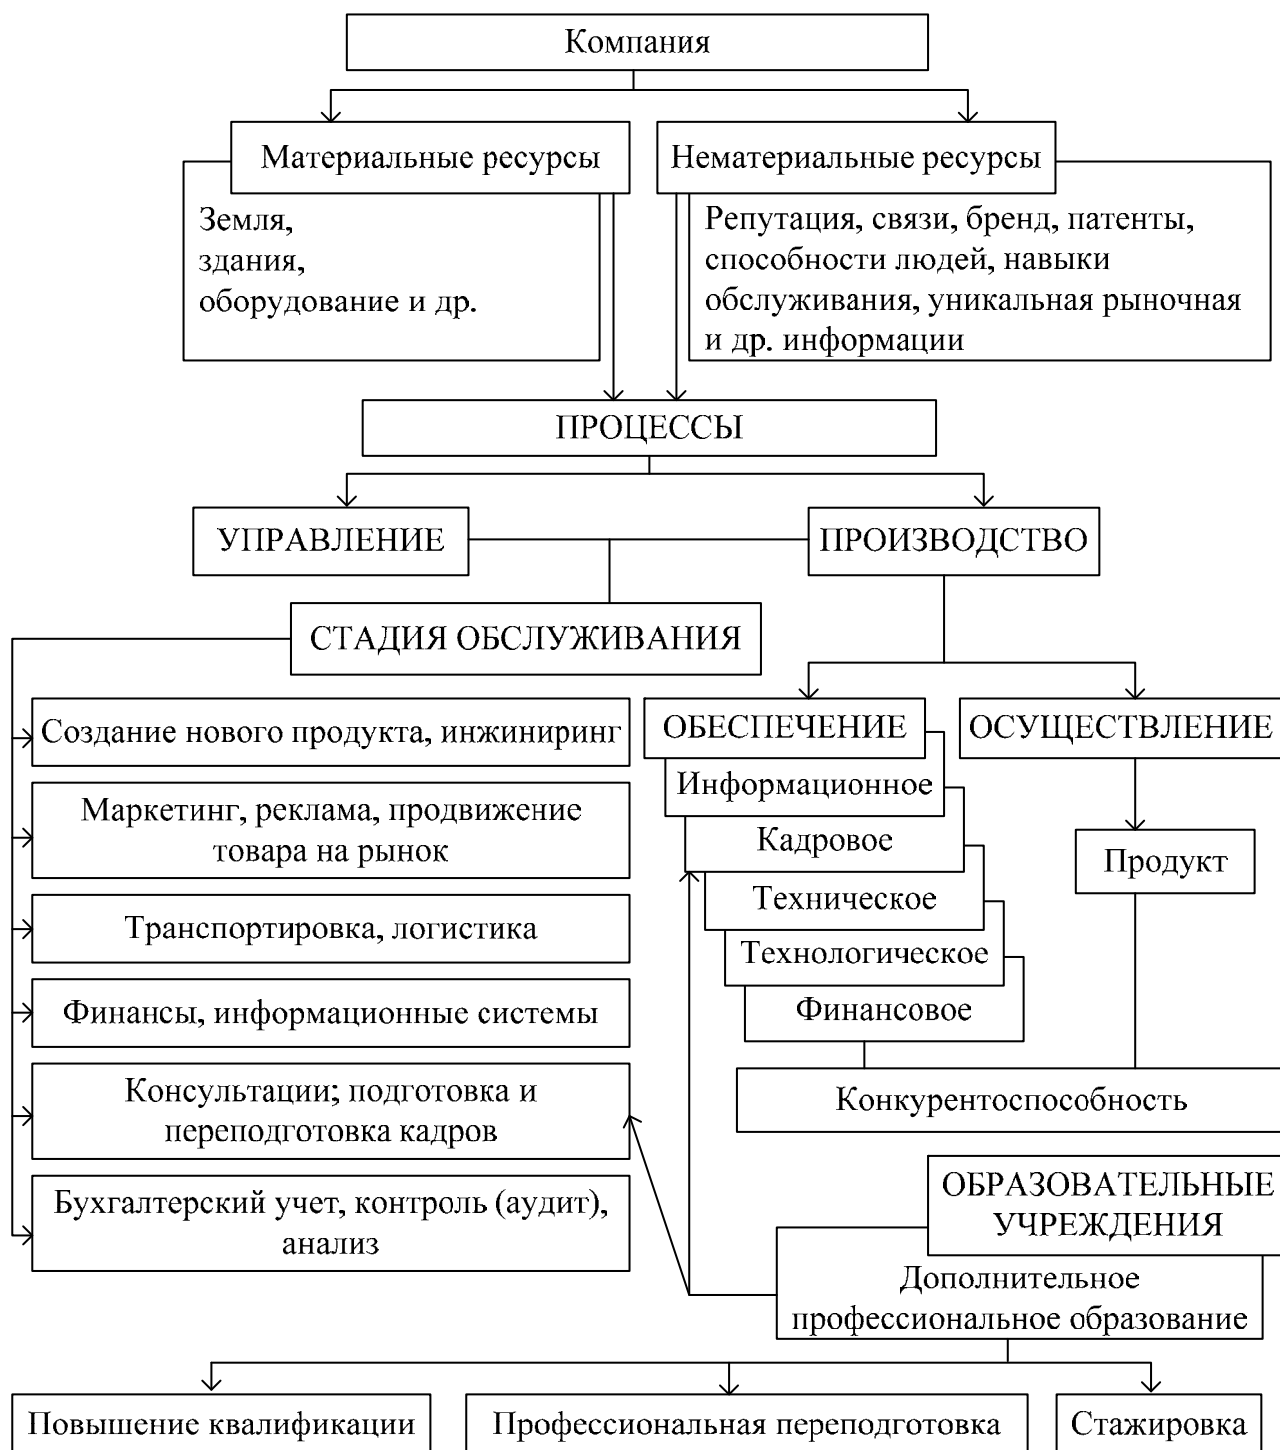 Компания
Материальные ресурсы
Нематериальные ресурсы
Земля,
здания,
оборудование и др.
Репутация, связи, бренд, патенты,
способности людей, навыки
обслуживания, уникальная рыночная
и др. информации
ПРОЦЕССЫ
УПРАВЛЕНИЕ
ПРОИЗВОДСТВО
СТАДИЯ ОБСЛУЖИВАНИЯ
Создание нового продукта, инжиниринг
Маркетинг, реклама, продвижение
товара на рынок
Транспортировка, логистика
Финансы, информационные системы
Консультации; подготовка и
переподготовка кадров
Бухгалтерский учет, контроль (аудит),
анализ
ОБЕСПЕЧЕНИЕ
Информационное
Кадровое
Техническое
Технологическое
Финансовое
ОСУЩЕСТВЛЕНИЕ
Продукт
Конкурентоспособность
ОБРАЗОВАТЕЛЬНЫЕ
УЧРЕЖДЕНИЯ
Дополнительное
профессиональное образование
Повышение квалификации
Профессиональная переподготовка
Стажировка